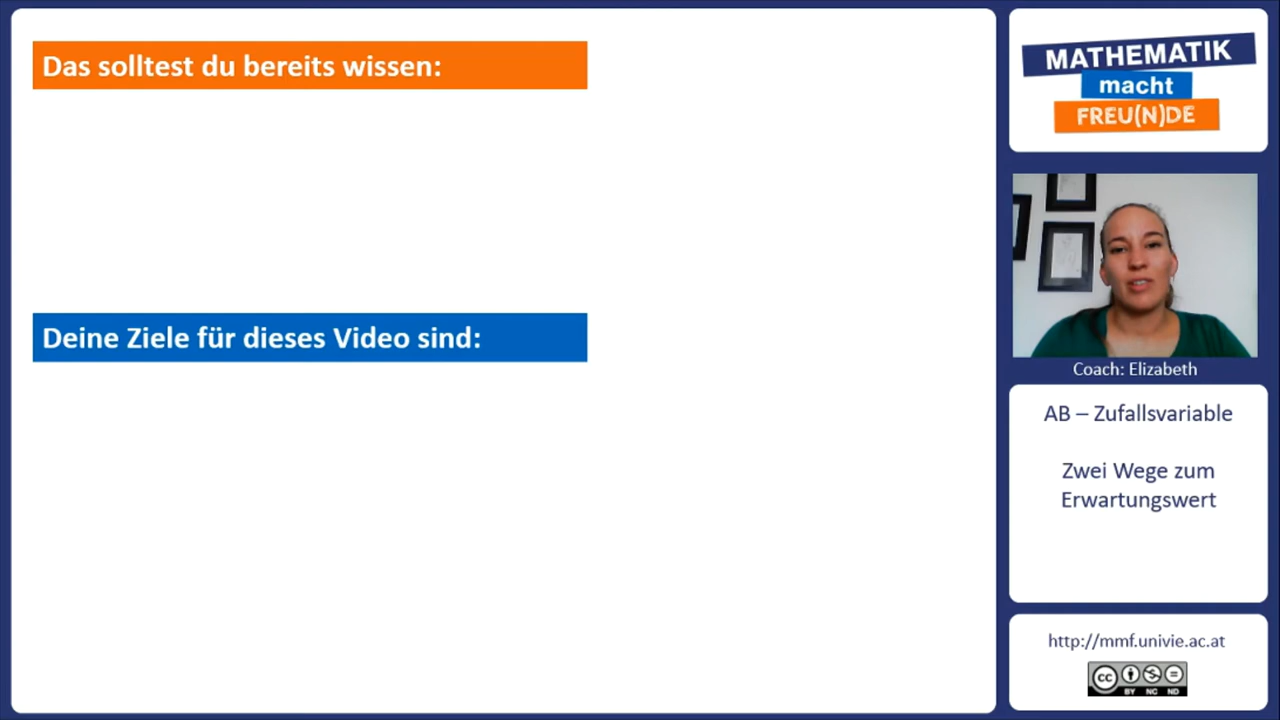 Das solltest du bereits wissen:
Deine Ziele für dieses Video sind:
MATHEMATIK
macht
FREU(N)DE
Coach: Elizabeth
AB – Zufallsvariable
Zwei Wege zum
Erwartungswert
http://mmf.univie.ac.at
cc
BY NC ND